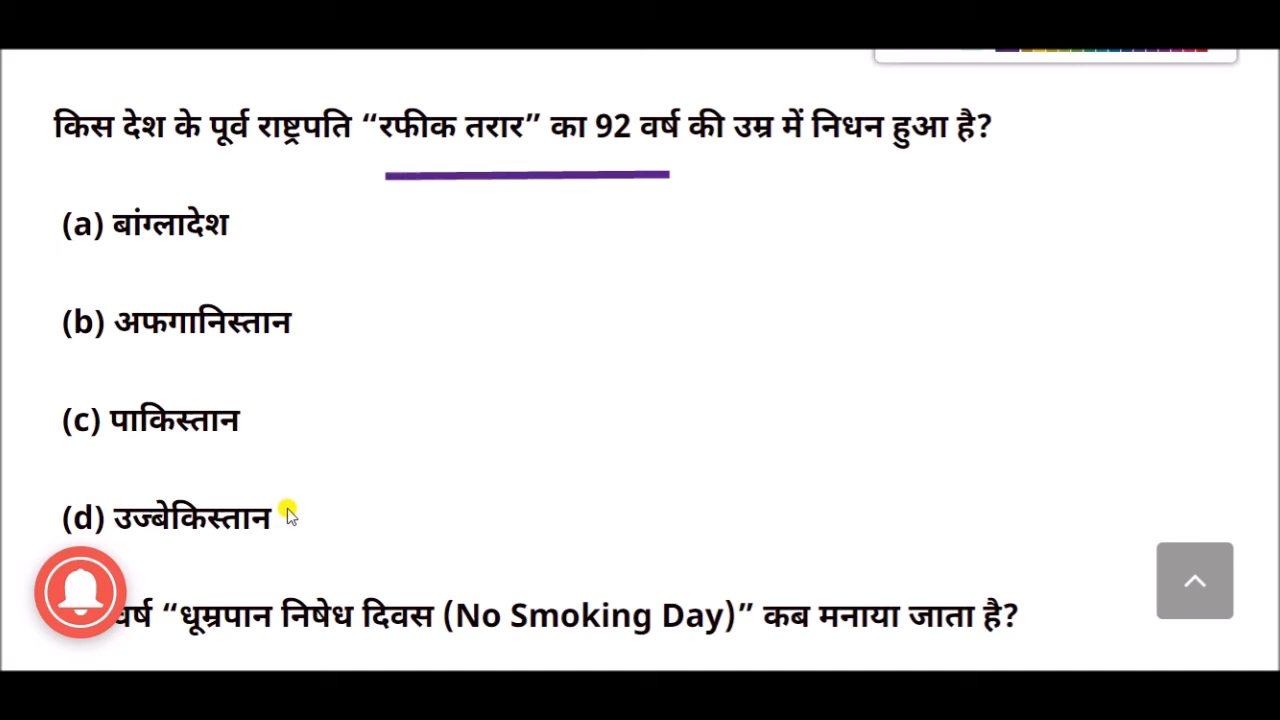 किस देश के पूर्व राष्ट्रपति “रफीक तरार” का 92 वर्ष की उम्र में निधन हुआ है?
(a) बांग्लादेश
(b) अफगानिस्तान
(c) पाकिस्तान
(d) उज्बेकिस्तान
वर्ष “धूम्रपान निषेध दिवस (No Smoking Day)” कब मनाया जाता है?